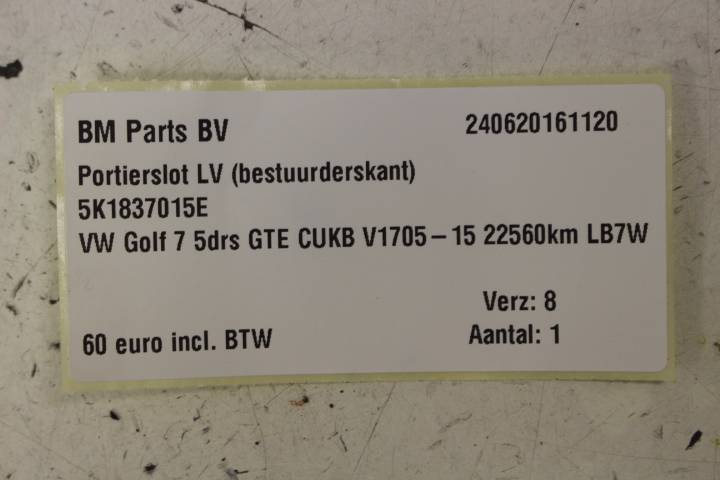 BM Parts BV 240620161120
Portierslot LV (bestuurderskant)
5K1837015E
VW Golf 7 5drs GTE CUKB V1705-15 22560km LB7W
Verz: 8
60 euro incl. BTW Aantal: 1